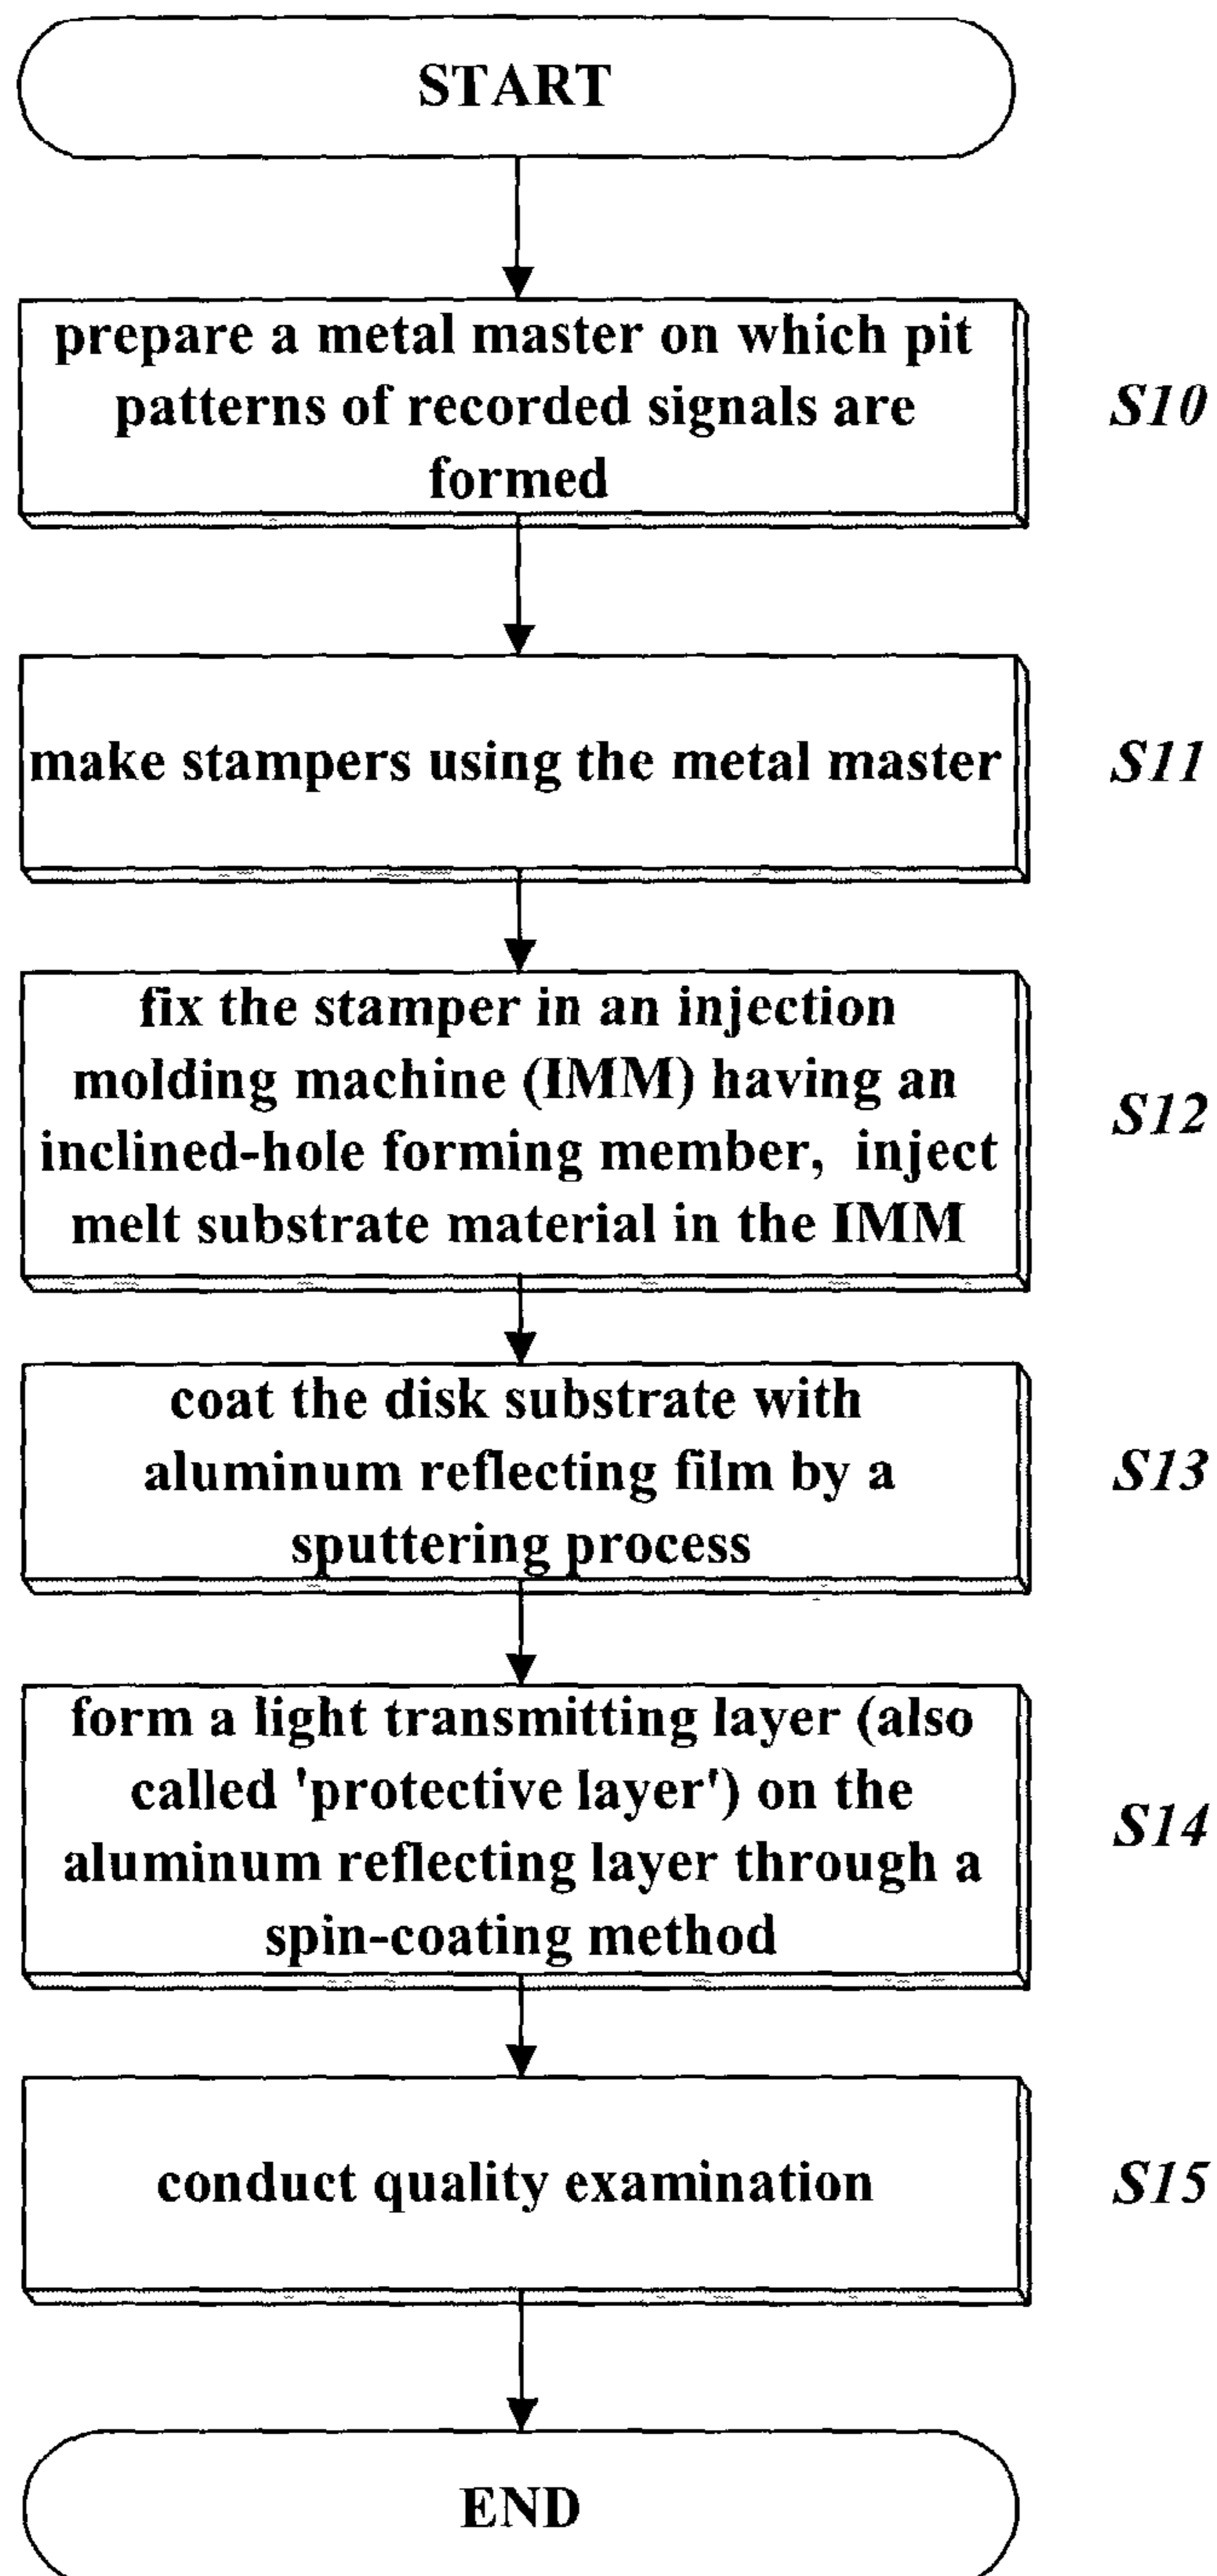 START
prepare a metal master on which pit
patterns of recorded signals are
formed
S10
make stampers using the metal master
S11
fix the stamper in an injection
molding machine (IMM) having an
inclined-hole forming member, inject
melt substrate material in the IMM
S12
coat the disk substrate with
aluminum reflecting film by a
sputtering process
S13
form a light transmitting layer (also
called 'protective layer') on the
aluminum reflecting layer through a
spin-coating method
S14
conduct quality examination
S15
END